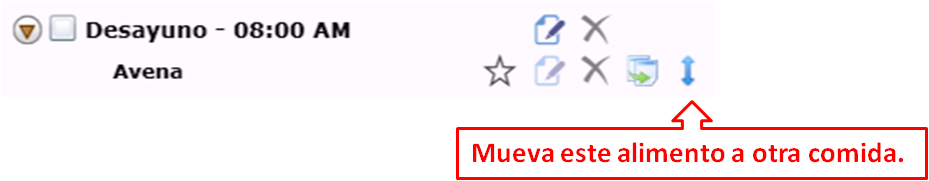 Desayuno - 08:00 AM
Avena
Mueva este alimento a otra comida.